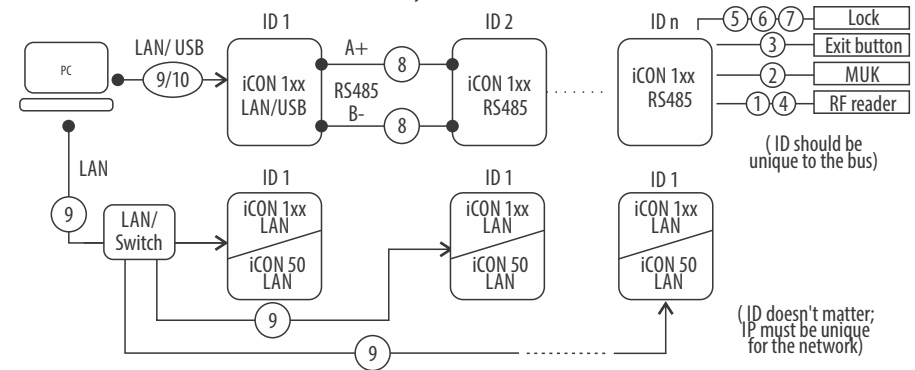 ID 1
ID 2
ID n
5 6 7
Lock
LAN/ USB
A+
3
Exit button
PC
9/10
iCON 1xx
LAN/USB
8
RS485
B-
8
iCON 1xx
RS485
iCON 1xx
RS485
2
MUK
1 4
RF reader
( ID should be
unique to the bus)
LAN
ID 1
ID 1
ID 1
9
LAN/
Switch
iCON 1xx
LAN
iCON 50
LAN
iCON 1xx
LAN
iCON 50
LAN
iCON 1xx
LAN
iCON 50
LAN
9
9
( ID doesn't matter;
IP must be unique
for the network)